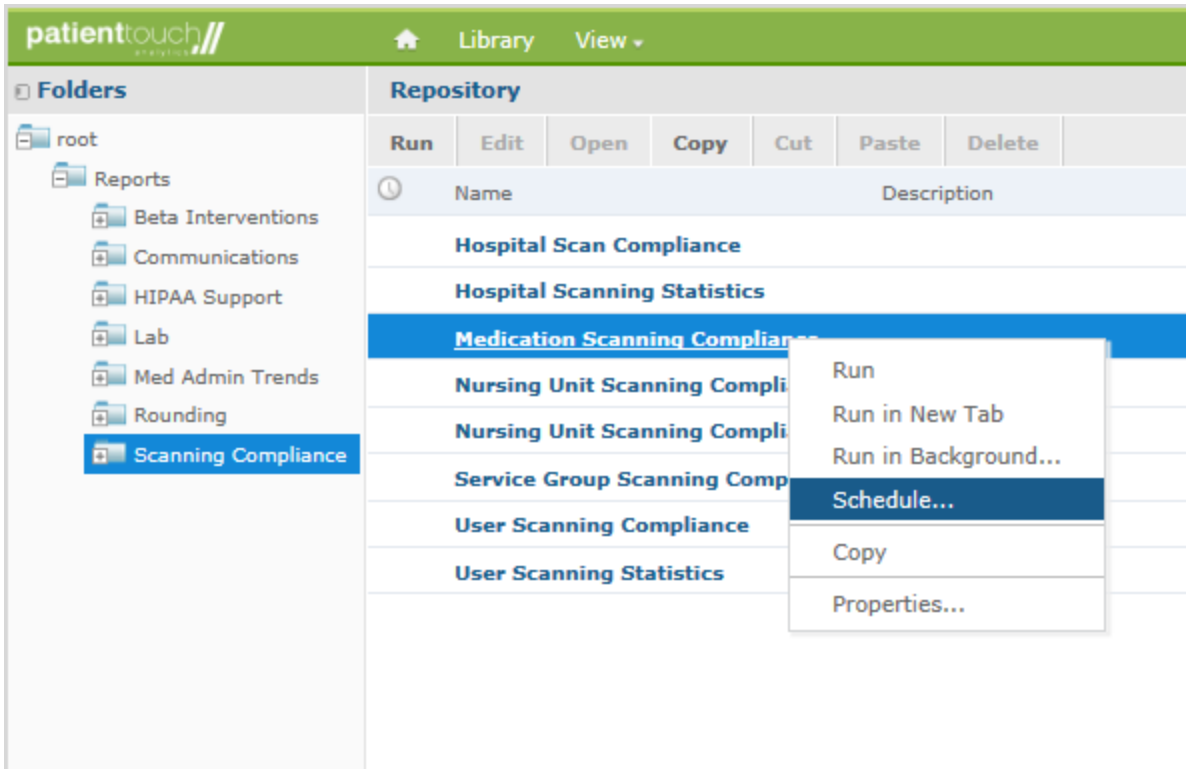 patienttouch//
analytics
Library View
Folders
root
Reports
Beta Interventions
Communications
HIPAA Support
Lab
Med Admin Trends
Rounding
Scanning Compliance
Repository
Run Edit Open Copy Cut Paste Delete
Name Description
Hospital Scan Compliance
Hospital Scanning Statistics
Medication Scanning Compliance
Nursing Unit Scanning Compli
Nursing Unit Scanning Compli
Service Group Scanning Comp
User Scanning Compliance
User Scanning Statistics
Run
Run in New Tab
Run in Background...
Schedule...
Copy
Properties...